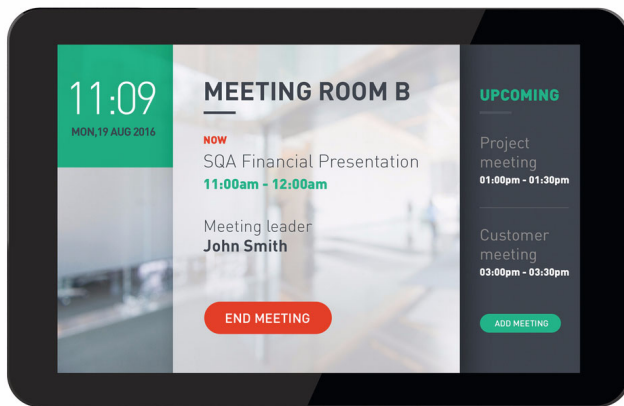 11:09
MON,19 AUG 2016
MEETING ROOM B
NOW
SQA Financial Presentation
11:00am - 12:00am
Meeting leader
John Smith
END MEETING
UPCOMING
Project
meeting
01:00pm - 01:30pm
Customer
meeting
03:00pm - 03:30pm
ADD MEETING